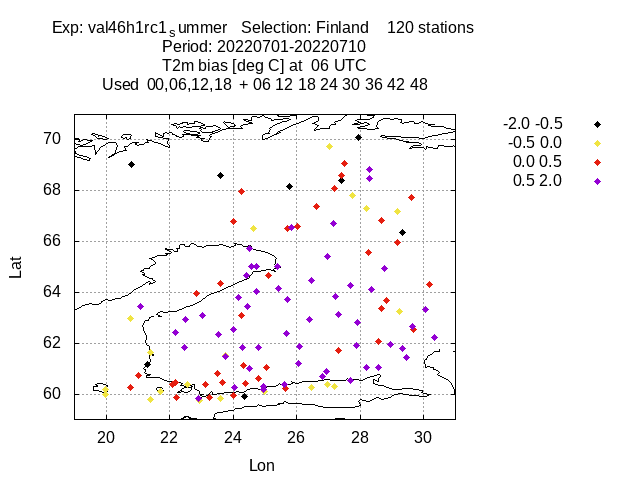 Exp: val46h1rc1summer Selection: Finland 120 stations
Period: 20220701-20220710
T2m bias [deg C] at 06 UTC
Used 00,06,12,18 + 06 12 18 24 30 36 42 48
-2.0 -0.5
-0.5 0.0
0.0 0.5
0.5 2.0
70
68
66
64
62
60
Lat
20 22 24 26 28 30
Lon